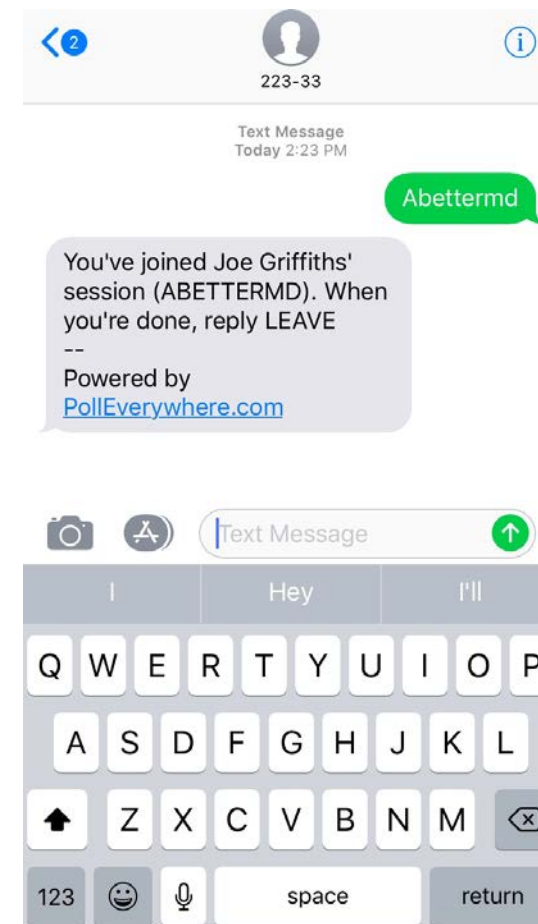 2
223-33
Text Message
Today 2:23 PM
Abettermd
You've joined Joe Griffiths'
session (ABETTERMD). When
you're done, reply LEAVE
--
Powered by
PollEverywhere.com
Text Message
I Hey I'll
Q W E R T Y U I O P
A S D F G H J K L
Z X C V B N M
123 space return